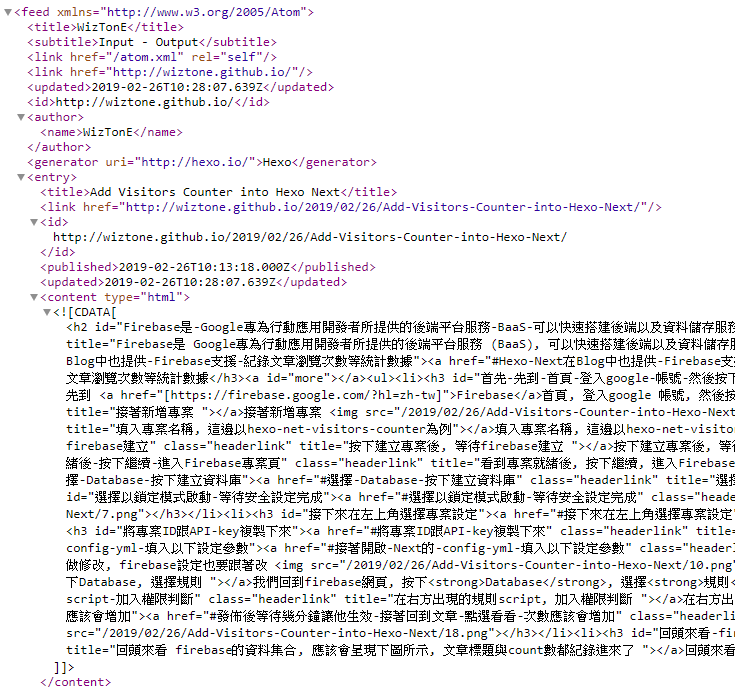 ▼<feed xmlns="http://www.w3.org/2005/Atom">
<title>WizTonE</title>
<subtitle>Input - Output</subtitle>
<link href="/atom.xml" rel="self"/>
<link href="http://wiztone.github.io/"/>
<updated>2019-02-26T10:28:07.639Z</updated>
<id>http://wiztone.github.io/</id>
▼<author>
<name>WizTonE</name>
</author>
<generator uri="http://hexo.io/">Hexo</generator>
▼<entry>
<title>Add Visitors Counter into Hexo Next</title>
<link href="http://wiztone.github.io/2019/02/26/Add-Visitors-Counter-into-Hexo-Next/"/>
▼<id>
http://wiztone.github.io/2019/02/26/Add-Visitors-Counter-into-Hexo-Next/
</id>
<published>2019-02-26T10:13:18.000Z</published>
<updated>2019-02-26T10:28:07.639Z</updated>
▼<content type="html">
▼<![CDATA[
<h2 id="Firebase是-Google專為行動應用開發者所提供的後端平台服務-BaaS-可以快速搭建後端以及資料儲存服務
title="Firebase是 Google專為行動應用開發者所提供的後端平台服務 (BaaS), 可以快速搭建後端以及資料儲存
Blog中也提供-Firebase支援-紀錄文章瀏覽次數等統計數據"><a href="#Hexo-Next在Blog中也提供-Firebase支
文章瀏覽次數等統計數據</h3><a id="more"></a><ul><li><h3 id="首先-先到-首頁-登入google-帳號-然後按下
先到 <a href="[https://firebase.google.com/?hl=zh-tw]">Firebase</a>首頁, 登入google 帳號, 然後按
title="接著新增專案 "></a>接著新增專案 <img src="/2019/02/26/Add-Visitors-Counter-into-Hexo-Next
title="填入專案名稱, 這邊以hexo-net-visitors-counter為例"></a>填入專案名稱, 這邊以hexo-net-visit
firebase建立" class="headerlink" title="按下建立專案後, 等待firebase建立 "></a>按下建立專案後, 等
緒後-按下繼續-進入Firebase專案頁" class="headerlink" title="看到專案就緒後, 按下繼續, 進入Firebase
擇-Database-按下建立資料庫"><a href="#選擇-Database-按下建立資料庫" class="headerlink" title="選擇
id="選擇以鎖定模式啟動-等待安全設定完成"><a href="#選擇以鎖定模式啟動-等待安全設定完成" class="header
Next/7.png"></h3></li><li><h3 id="接下來在左上角選擇專案設定"><a href="#接下來在左上角選擇專案設定"
<h3 id="將專案ID跟API-key複製下來"><a href="#將專案ID跟API-key複製下來" class="headerlink" title=
config-yml-填入以下設定參數"><a href="#接著開啟-Next的-config-yml-填入以下設定參數" class="headerl
做修改, firebase設定也要跟著改 <img src="/2019/02/26/Add-Visitors-Counter-into-Hexo-Next/10.png"
下Database, 選擇規則 "></a>我們回到firebase網頁, 按下<strong>Database</strong>, 選擇<strong>規則<
script-加入權限判斷" class="headerlink" title="在右方出現的規則script, 加入權限判斷 "></a>在右方出
應該會增加"><a href="#發佈後等待幾分鐘讓他生效-接著回到文章-點選看看-次數應該會增加" class="headerlink
src="/2019/02/26/Add-Visitors-Counter-into-Hexo-Next/18.png"></h3></li><li><h3 id="回頭來看-fir
title="回頭來看 firebase的資料集合, 應該會呈現下圖所示, 文章標題與count數都紀錄進來了 "></a>回頭來看
]]>
</content>